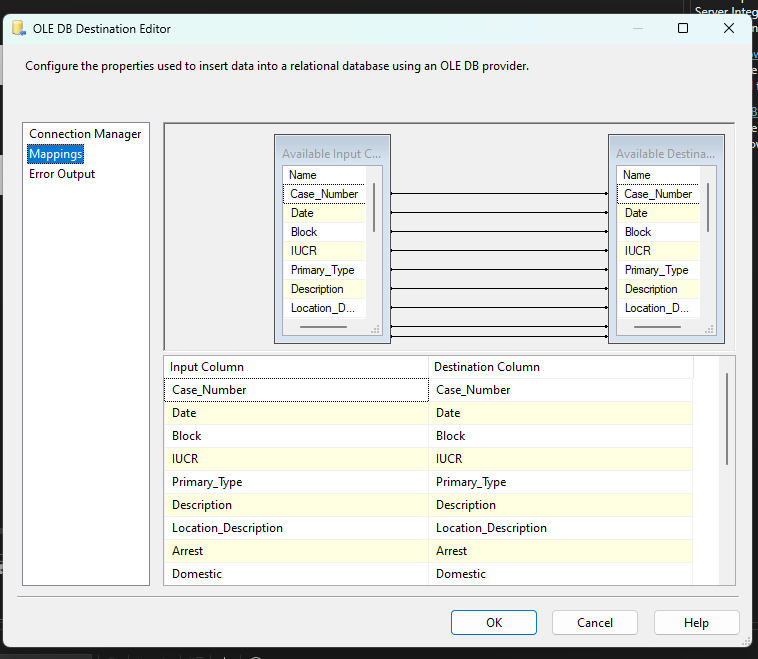 Server Integ
OLE DB Destination Editor
Configure the properties used to insert data into a relational database using an OLE DB provider.
Connection Manager
Mappings
Error Output
Available Input C...
Name
Case_Number
Date
Block
IUCR
Primary_Type
Description
Location_D...
Available Destina...
Name
Case_Number
Date
Block
IUCR
Primary_Type
Description
Location_D...
Input Column Destination Column
Case_Number Case_Number
Date Date
Block Block
IUCR IUCR
Primary_Type Primary_Type
Description Description
Location_Description Location_Description
Arrest Arrest
Domestic Domestic
OK Cancel Help